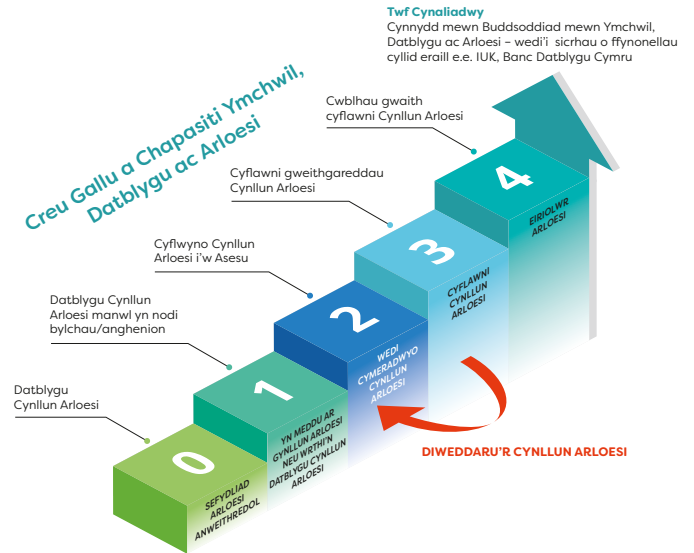 Twf Cynaliadwy
Cynnydd mewn Buddsoddiad mewn Ymchwil,
Datblygu ac Arloesi – wedi'i sicrhau o ffynonellau
cyllid eraill e.e. IUK, Banc Datblygu Cymru
Creu Gallu a Chapasiti Ymchwil,
Datblygu ac Arloesi
Cwblhau gwaith
cyflawni Cynllun Arloesi
Cyflawni gweithgareddau
Cynllun Arloesi
Cyflwyno Cynllun
Arloesi i'w Asesu
Datblygu Cynllun
Arloesi manwl yn nodi
bylchau/anghenion
Datblygu
Cynllun Arloesi
4
EIRIOLWR
ARLOESI
3
CYFLAWNI
CYNLLUN
ARLOESI
2
WEDI
CYMERADWYO
CYNLLUN
ARLOESI
1
YN MEDDU AR
GYNLLUN ARLOESI
NEU WRTHI'N
DATBLYGU CYNLLUN
ARLOESI
0
SEFYDLIAD
ARLOESI
ANWEITHREDOL
DIWEDDARU'R CYNLLUN ARLOESI